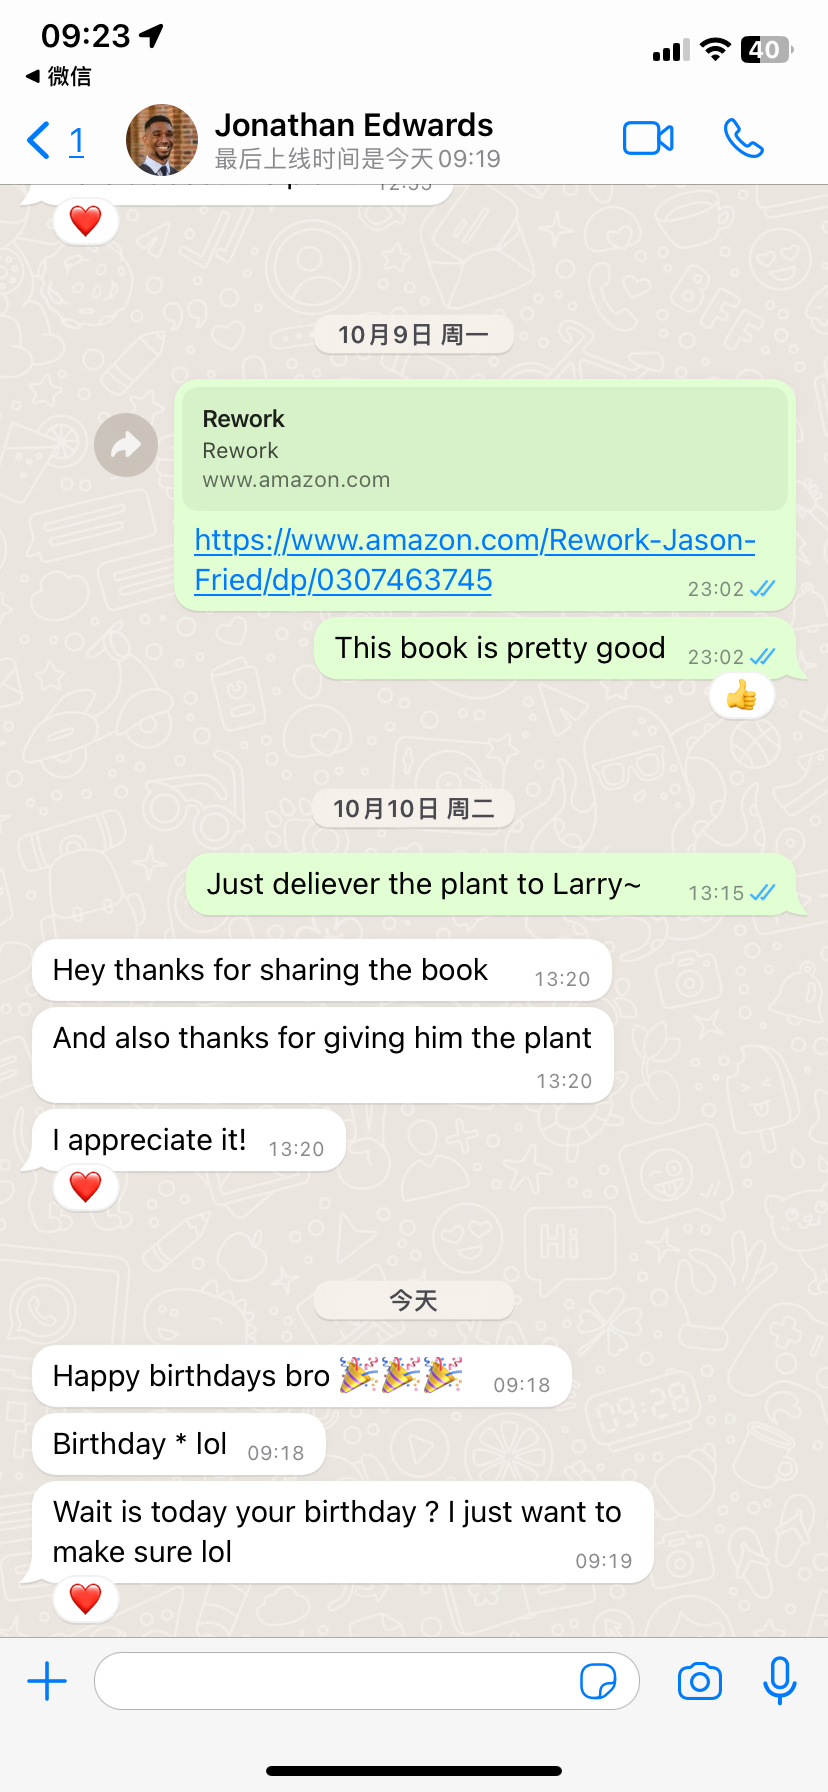 09:23
40
微信
1
Jonathan Edwards
最后上线时间是今天 09:19
10月9日 周一
Rework
Rework
www.amazon.com
https://www.amazon.com/Rework-Jason-
Fried/dp/0307463745
23:02
This book is pretty good 23:02
10月10日 周二
Just deliever the plant to Larry~ 13:15
Hey thanks for sharing the book 13:20
And also thanks for giving him the plant
13:20
I appreciate it! 13:20
今天
Happy birthdays bro 🎉🎉🎉 09:18
Birthday * lol 09:18
Wait is today your birthday ? I just want to
make sure lol 09:19